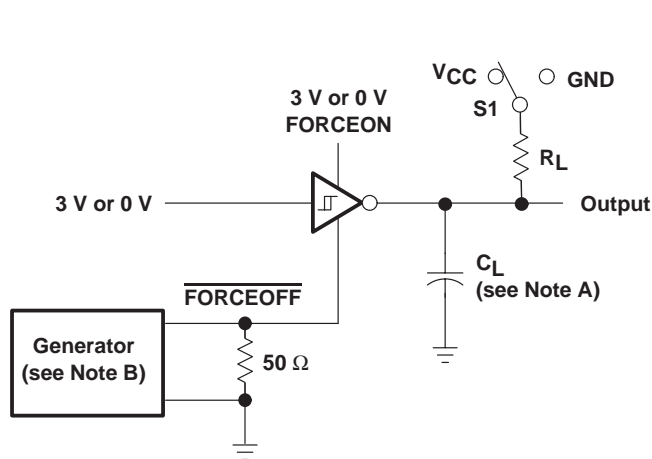 VCC
GND
S1
3 V or 0 V
FORCEON
RL
3 V or 0 V
Output
CL
(see Note A)
FORCEOFF
Generator
(see Note B)
50 Ω